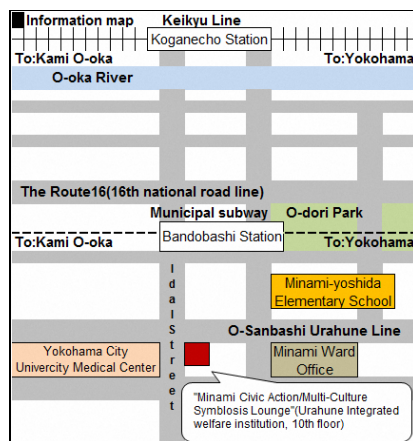 Information map
Keikyu Line
Koganecho Station
To:Kami O-oka
To:Yokohama
O-oka River
The Route16(16th national road line)
Municipal subway
O-dori Park
Bandobashi Station
To:Kami O-oka
To:Yokohama
Idai Street
Minami-yoshida
Elementary School
O-Sanbashi Urahune Line
Yokohama City
Univercity Medical Center
Minami Ward
Office
"Minami Civic Action/Multi-Culture
Symblosis Lounge"(Urahune Integrated
welfare institution, 10th floor)